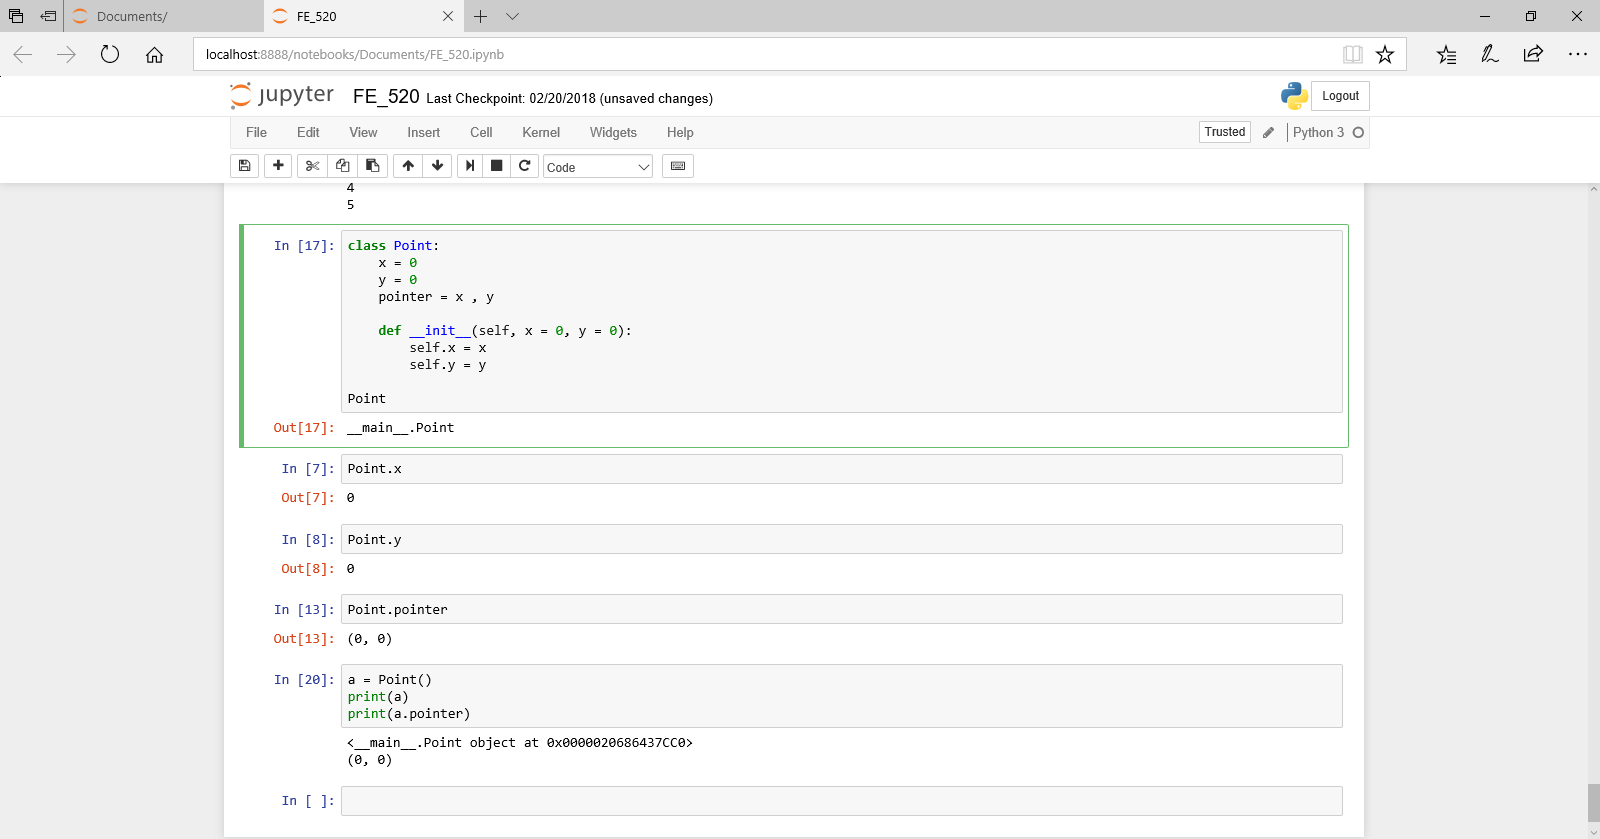 Documents/
FE_520
localhost:8888/notebooks/Documents/FE_520.ipynb
jupyter FE_520 Last Checkpoint: 02/20/2018 (unsaved changes)
Logout
File Edit View Insert Cell Kernel Widgets Help
Trusted
Python 3
Code
4
5
In [17]: class Point:
    x = 0
    y = 0
    pointer = x , y
    def __init__(self, x = 0, y = 0):
        self.x = x
        self.y = y
Point
Out[17]: __main__.Point
In [7]: Point.x
Out[7]: 0
In [8]: Point.y
Out[8]: 0
In [13]: Point.pointer
Out[13]: (0, 0)
In [20]: a = Point()
print(a)
print(a.pointer)
<__main__.Point object at 0x0000020686437CC0>
(0, 0)
In [ ]: